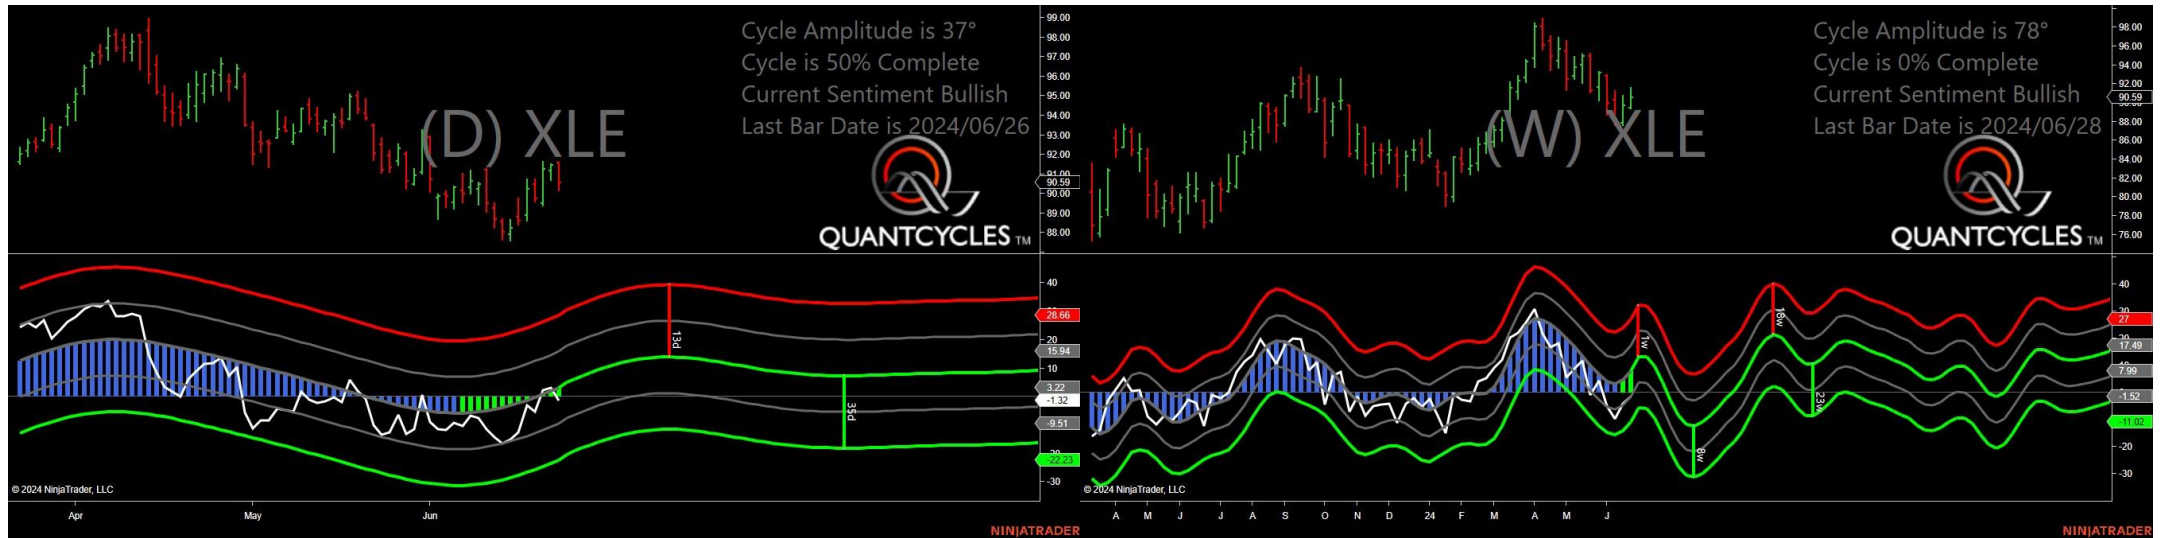 Cycle Amplitude is 37°
Cycle is 50% Complete
Current Sentiment Bullish
Last Bar Date is 2024/06/26
(D) XLE
QUANTCYCLES TM
99.00
98.00
97.00
96.00
95.00
94.00
93.00
92.00
91.00
90.59
90.00
89.00
88.00
40
28.66
20
15.94
10
3.22
-1.32
-9.51
-22.23
-30
13d
35d
© 2024 NinjaTrader, LLC
Apr May Jun
NINJATRADER
Cycle Amplitude is 78°
Cycle is 0% Complete
Current Sentiment Bullish
Last Bar Date is 2024/06/28
(W) XLE
QUANTCYCLES TM
98.00
96.00
94.00
92.00
90.59
88.00
86.00
84.00
82.00
80.00
78.00
76.00
40
27
17.49
7.99
-1.52
-11.02
-20
-30
1w
18w
8w
23w
© 2024 NinjaTrader, LLC
A M J J A S O N D 24 F M A M J
NINJATRADER